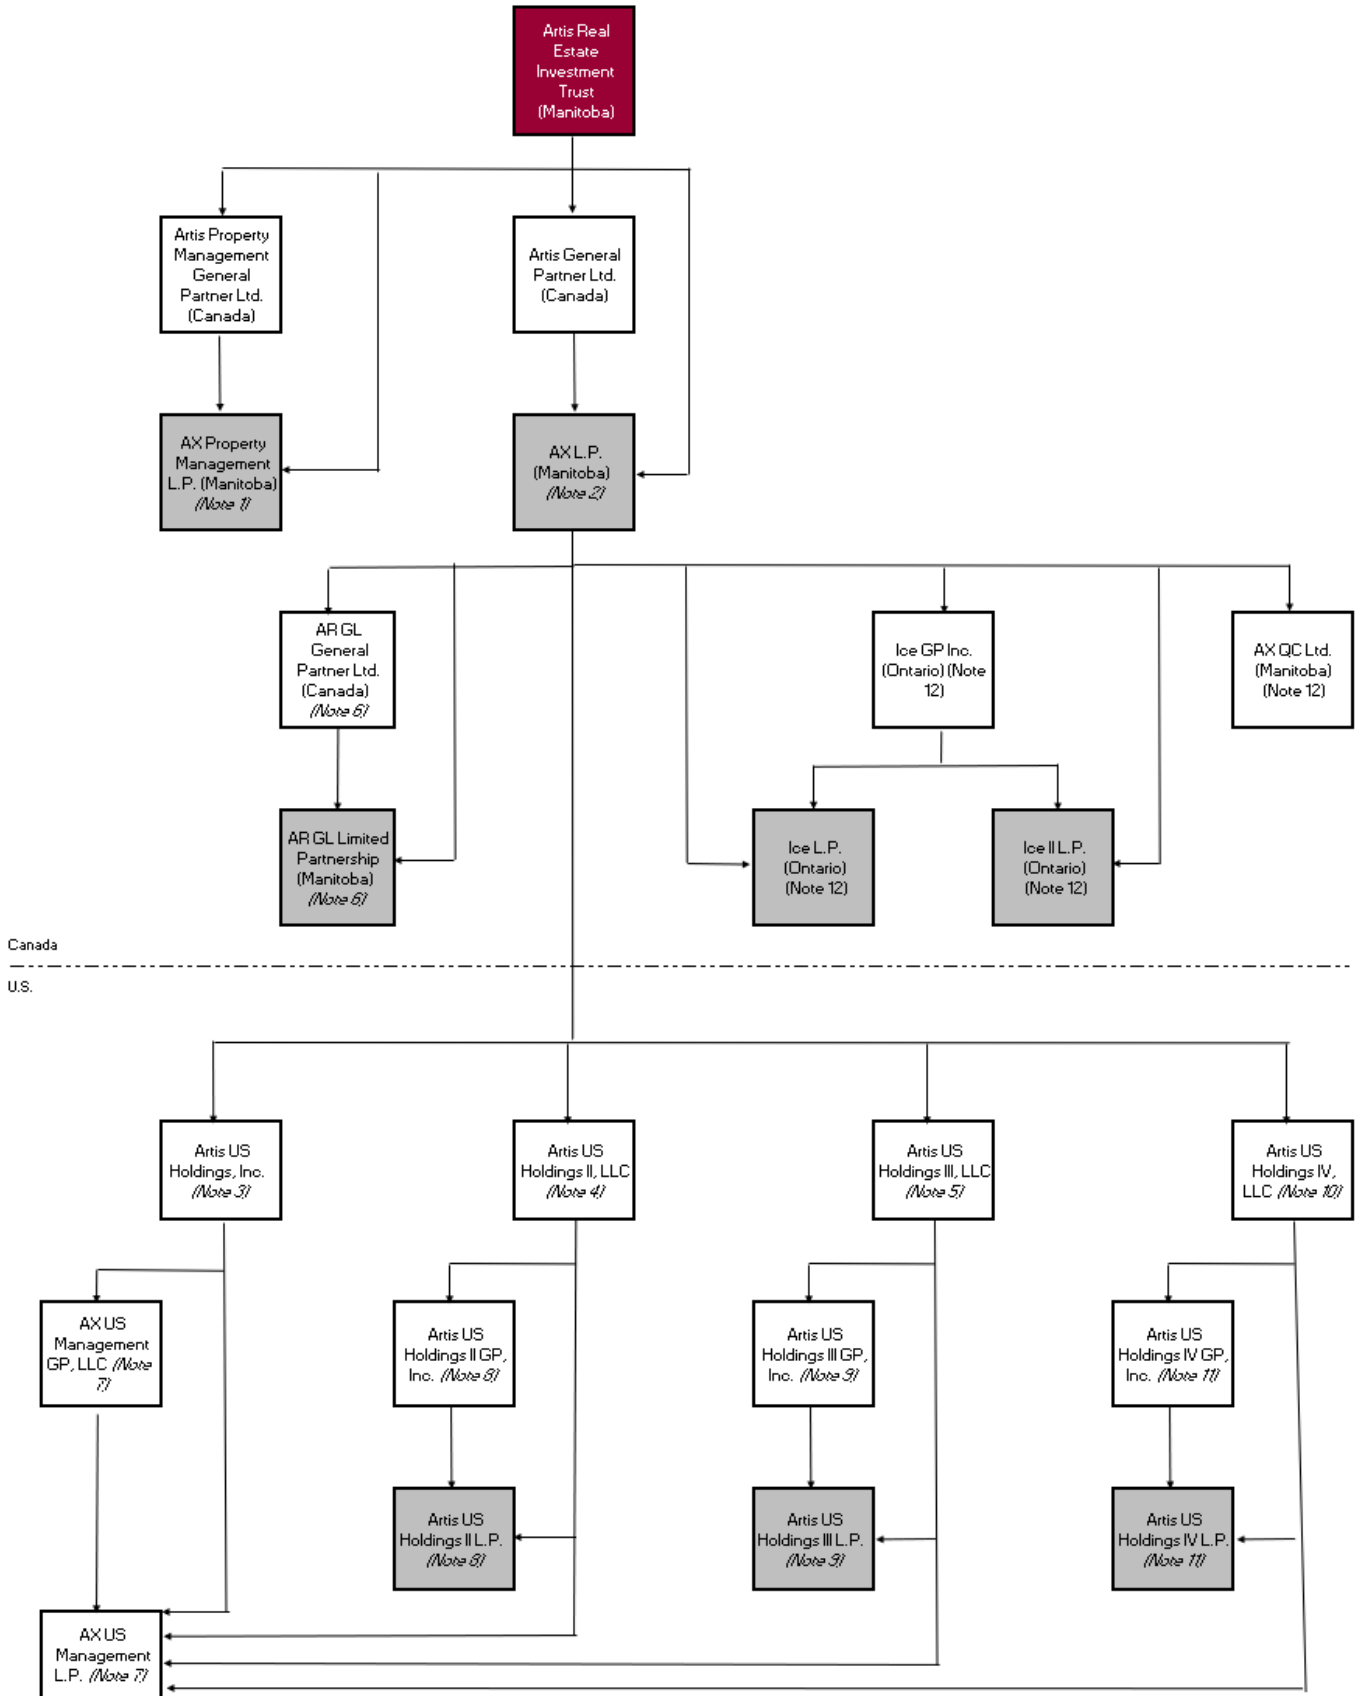 Artis Real
Estate
Investment
Trust
(Manitoba)
Artis Property
Management
General
Partner Ltd.
(Canada)
Artis General
Partner Ltd.
(Canada)
AX Property
Management
L.P. (Manitoba)
(Note 1)
AX L.P.
(Manitoba)
(Note 2)
AR GL
General
Partner Ltd.
(Canada)
(Note 6)
Ice GP Inc.
(Ontario) (Note
12)
AX QC Ltd.
(Manitoba)
(Note 12)
AR GL Limited
Partnership
(Manitoba)
(Note 6)
Ice L.P.
(Ontario)
(Note 12)
Ice II L.P.
(Ontario)
(Note 12)
Canada
U.S.
Artis US
Holdings, Inc.
(Note 3)
Artis US
Holdings II, LLC
(Note 4)
Artis US
Holdings III, LLC
(Note 5)
Artis US
Holdings IV,
LLC (Note 10)
AX US
Management
GP, LLC (Note
7)
Artis US
Holdings II GP,
Inc. (Note 8)
Artis US
Holdings III GP,
Inc. (Note 9)
Artis US
Holdings IV GP,
Inc. (Note 11)
Artis US
Holdings II L.P.
(Note 8)
Artis US
Holdings III L.P.
(Note 9)
Artis US
Holdings IV L.P.
(Note 11)
AX US
Management
L.P. (Note 7)